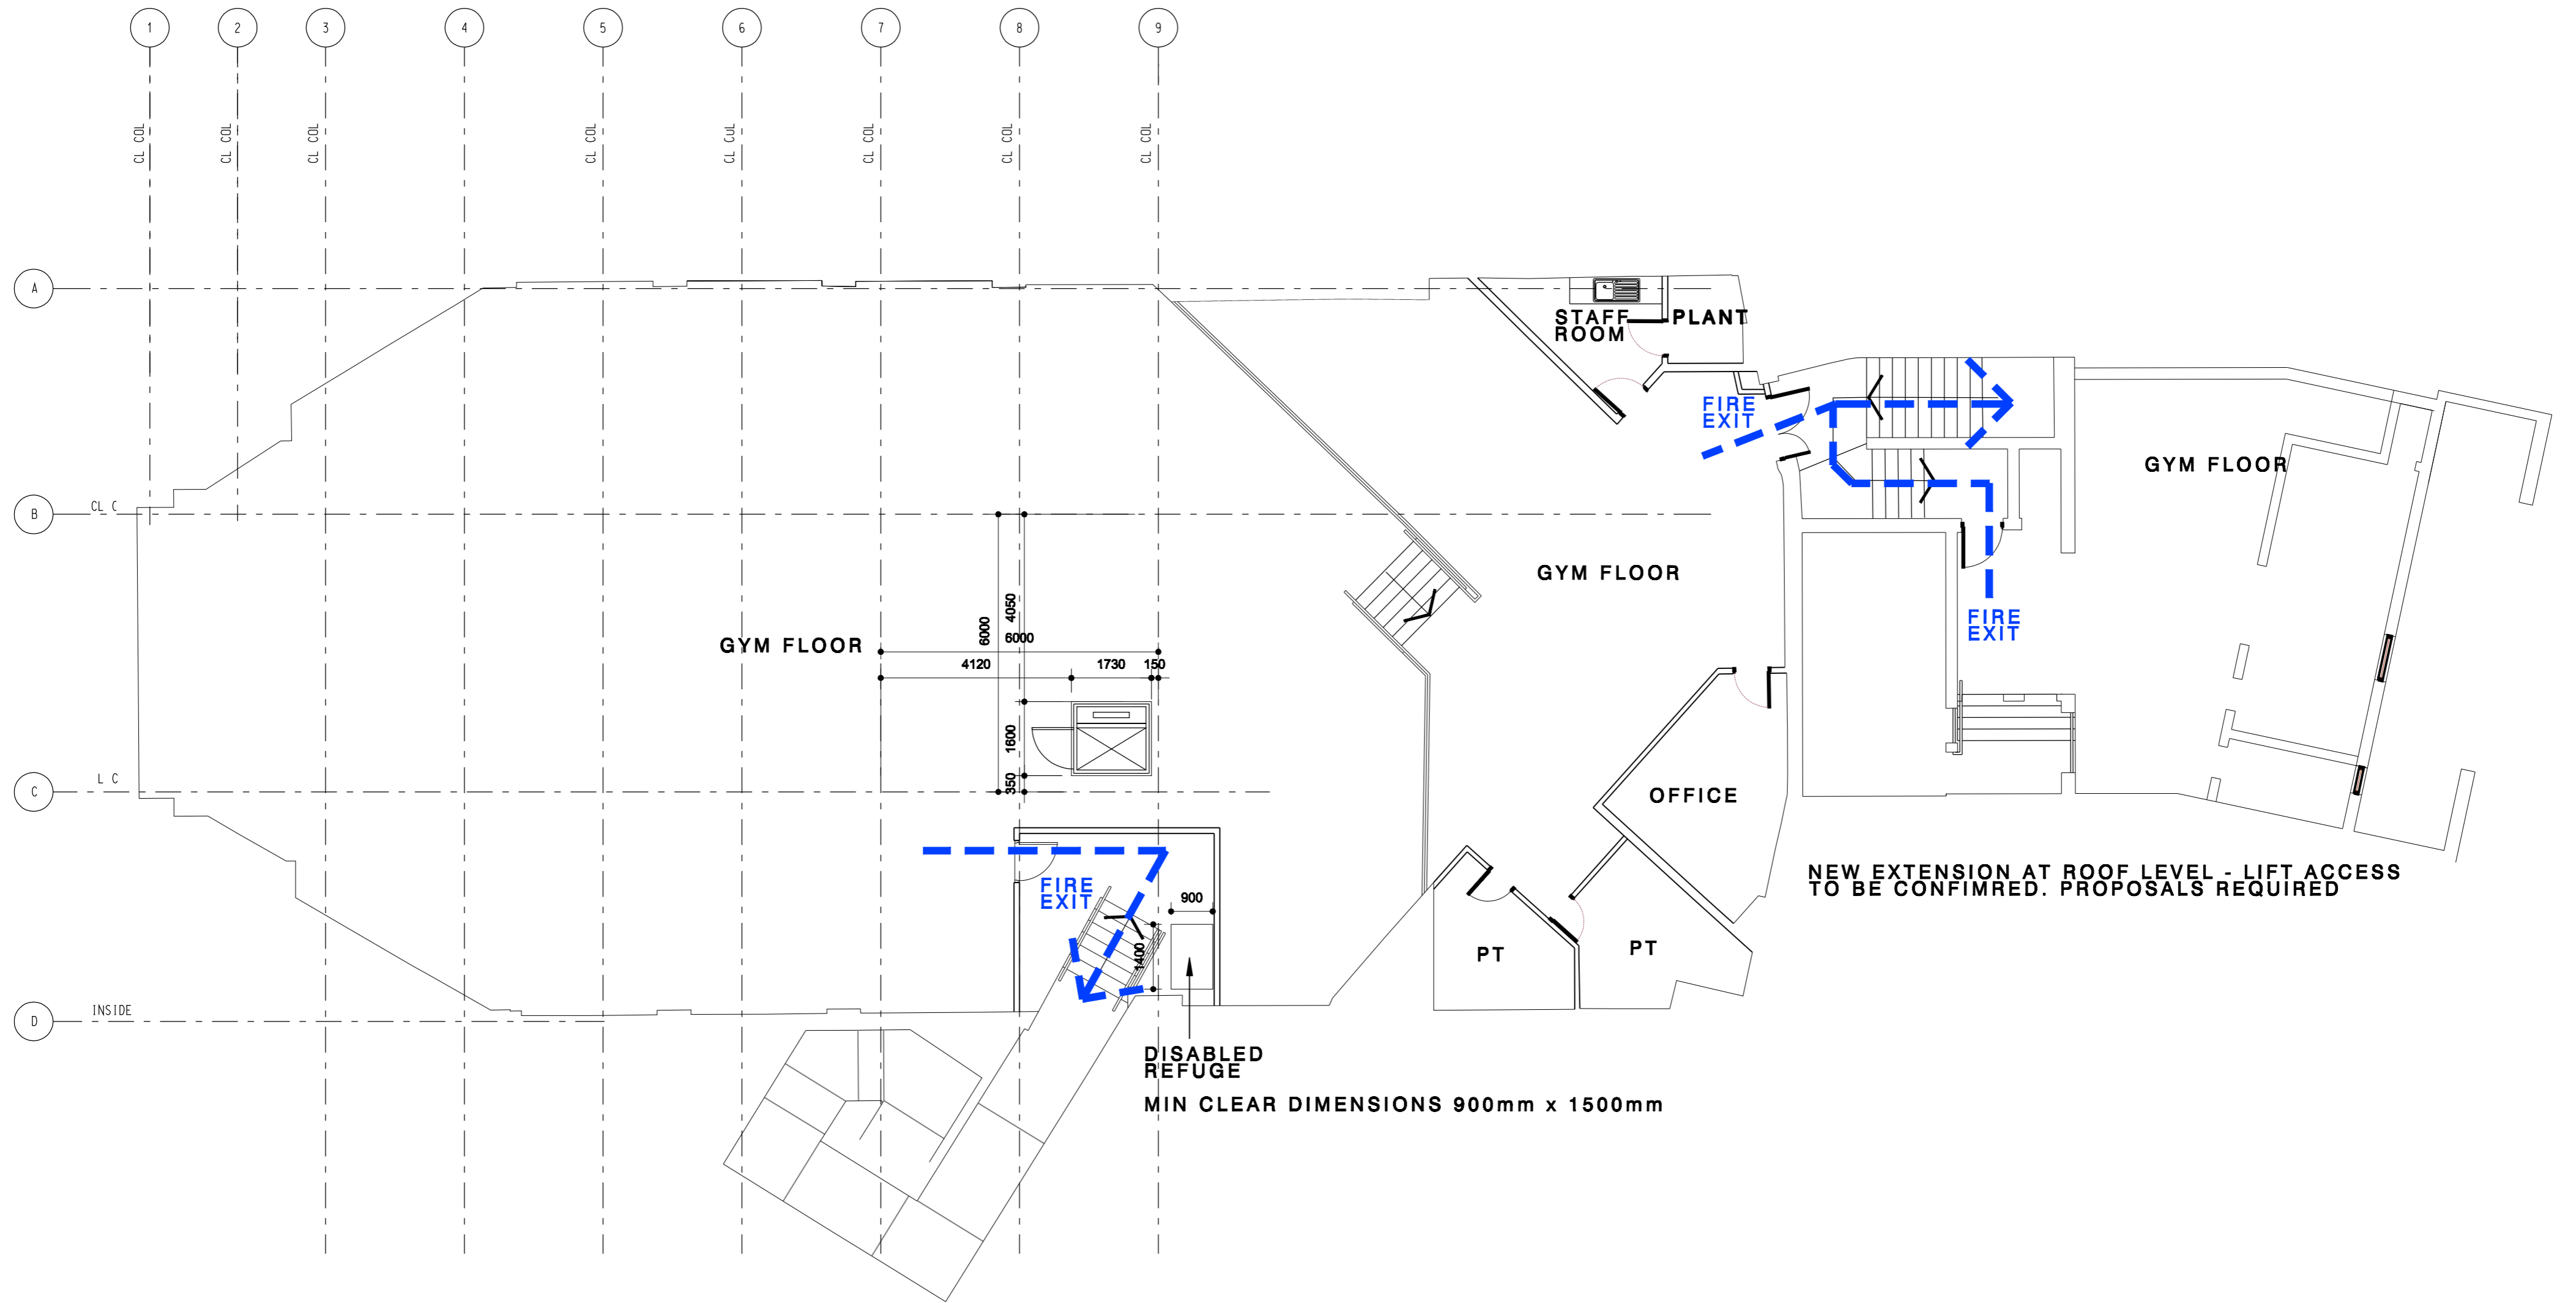 1 2 3 4 5 6 7 8 9
CL COL CL COL CL COL CL COL CL COL CL COL CL COL CL COL
A
STAFF PLANT
ROOM
FIRE
EXIT
GYM FLOOR
B
CL C
GYM FLOOR
4050
6000
6000
FIRE
EXIT
GYM FLOOR
4120 1730 150
1600
350
L C
C
OFFICE
NEW EXTENSION AT ROOF LEVEL - LIFT ACCESS
TO BE CONFIMRED. PROPOSALS REQUIRED
FIRE
EXIT
900
1400
PT
PT
INSIDE
D
DISABLED
REFUGE
MIN CLEAR DIMENSIONS 900mm x 1500mm